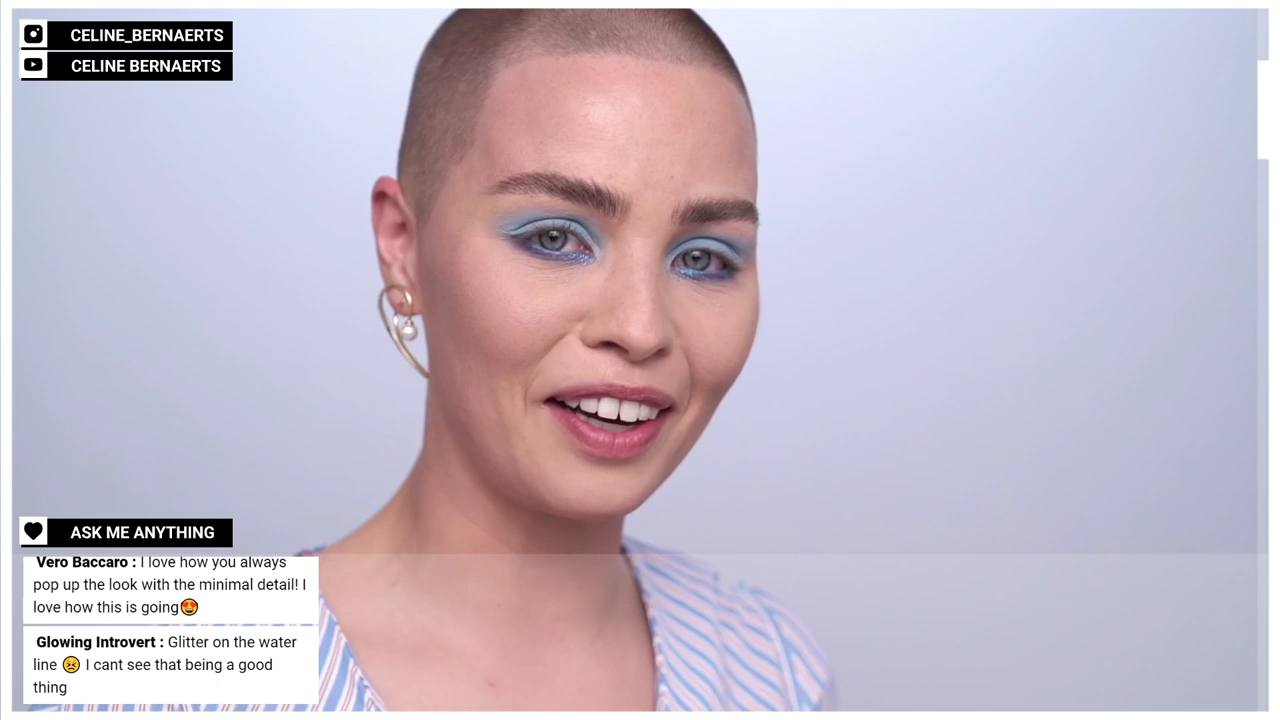 CELINE_BERNAERTS
CELINE BERNAERTS
ASK ME ANYTHING
Vero Baccaro : I love how you always
pop up the look with the minimal detail! I
love how this is going😍
Glowing Introvert : Glitter on the water
line 😣 I cant see that being a good
thing